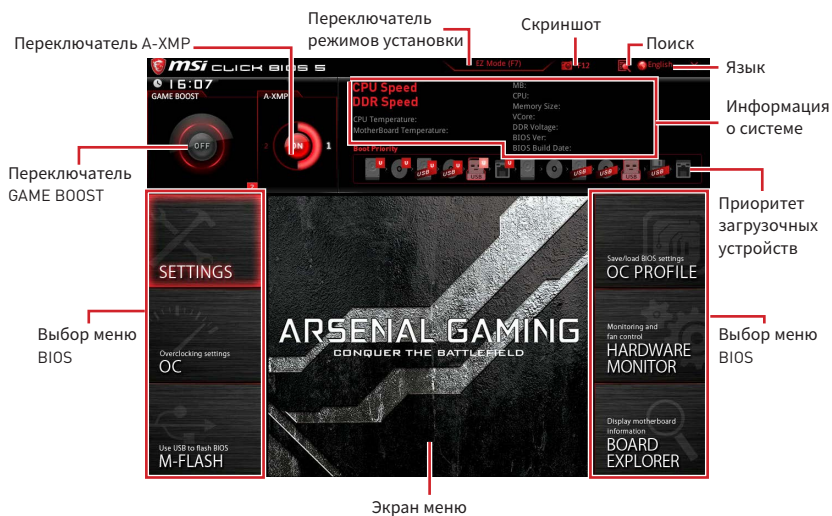 Переключатель
режимов установки
Скриншот
Переключатель A-XMP
Поиск
Язык
msi CLICK BIOS 5
EZ Mode (F7)
F12
English
16:07
GAME BOOST
A-XMP
CPU Speed
DDR Speed
CPU Temperature:
MotherBoard Temperature:
MB:
CPU:
Memory Size:
VCore:
DDR Voltage:
BIOS Ver:
BIOS Build Date:
Информация
о системе
OFF
2
ON
1
Boot Priority
U
U
USB U
USB U
USB
U
USB
USB
USB
USB
Переключатель
GAME BOOST
Приоритет
загрузочных
устройств
SETTINGS
Save/load BIOS settings
OC PROFILE
Выбор меню
BIOS
Overclocking settings
OC
ARSENAL GAMING
CONQUER THE BATTLEFIELD
Monitoring and
fan control
HARDWARE
MONITOR
Выбор меню
BIOS
Use USB to flash BIOS
M-FLASH
Display motherboard
information
BOARD
EXPLORER
Экран меню